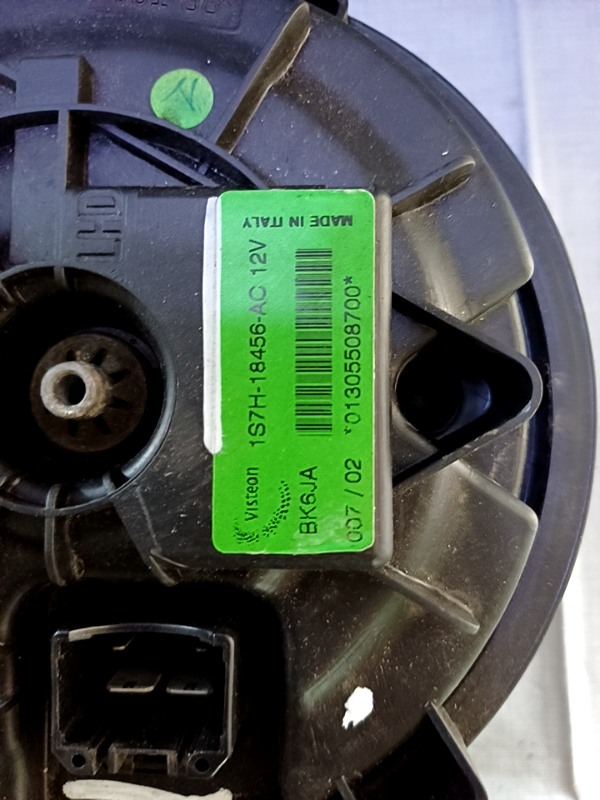 LHD
MADE IN ITALY
Visteon 1S7H-18456-AC 12V
BK6JA
*01305508700*
007 / 02